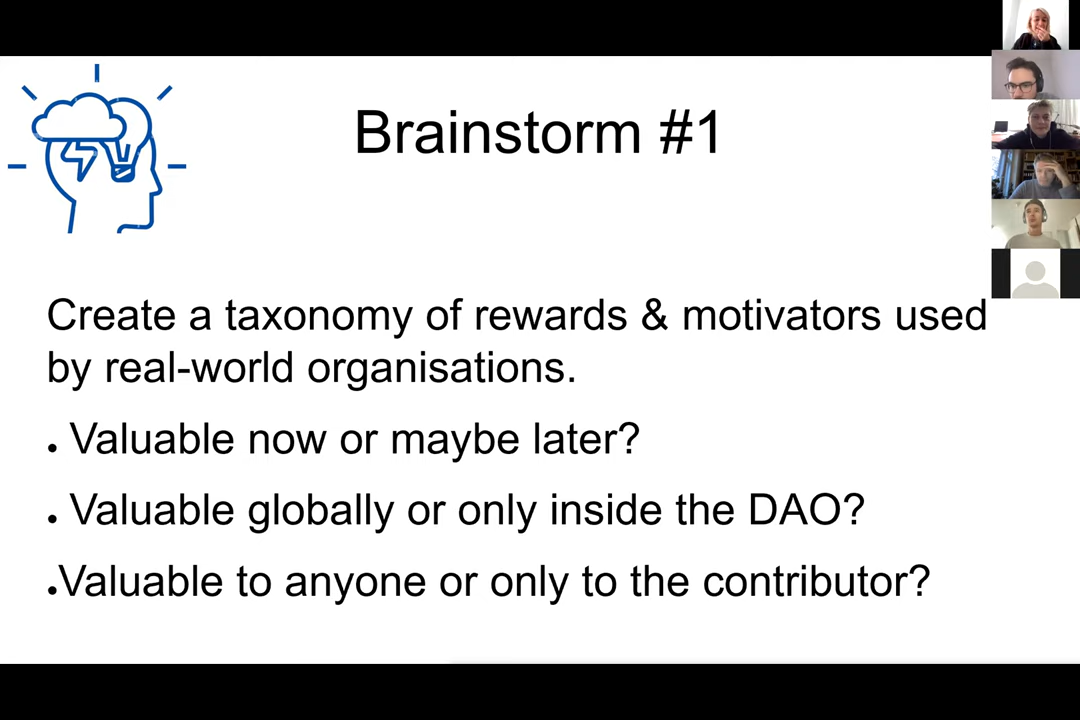 Brainstorm #1
Create a taxonomy of rewards & motivators used
by real-world organisations.
● Valuable now or maybe later?
● Valuable globally or only inside the DAO?
●Valuable to anyone or only to the contributor?